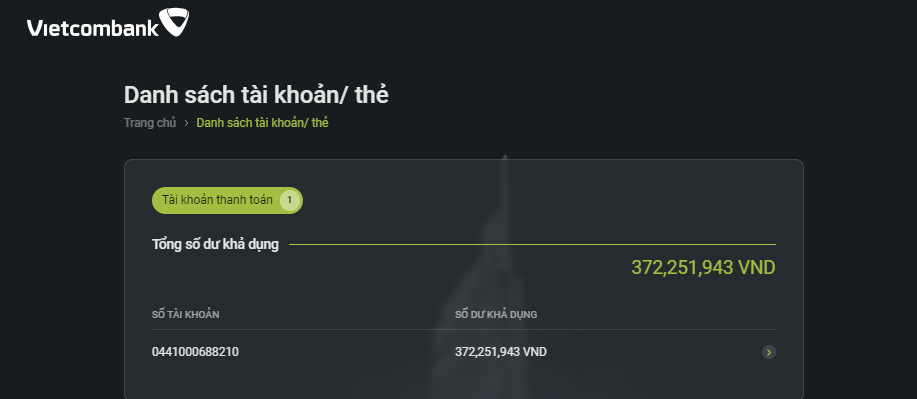 Vietcombank
Danh sách tài khoản/ thẻ
Trang chủ › Danh sách tài khoản/ thẻ
Tài khoản thanh toán 1
Tổng số dư khả dụng
372,251,943 VND
SỐ TÀI KHOẢN SỐ DƯ KHẢ DỤNG
0441000688210 372,251,943 VND